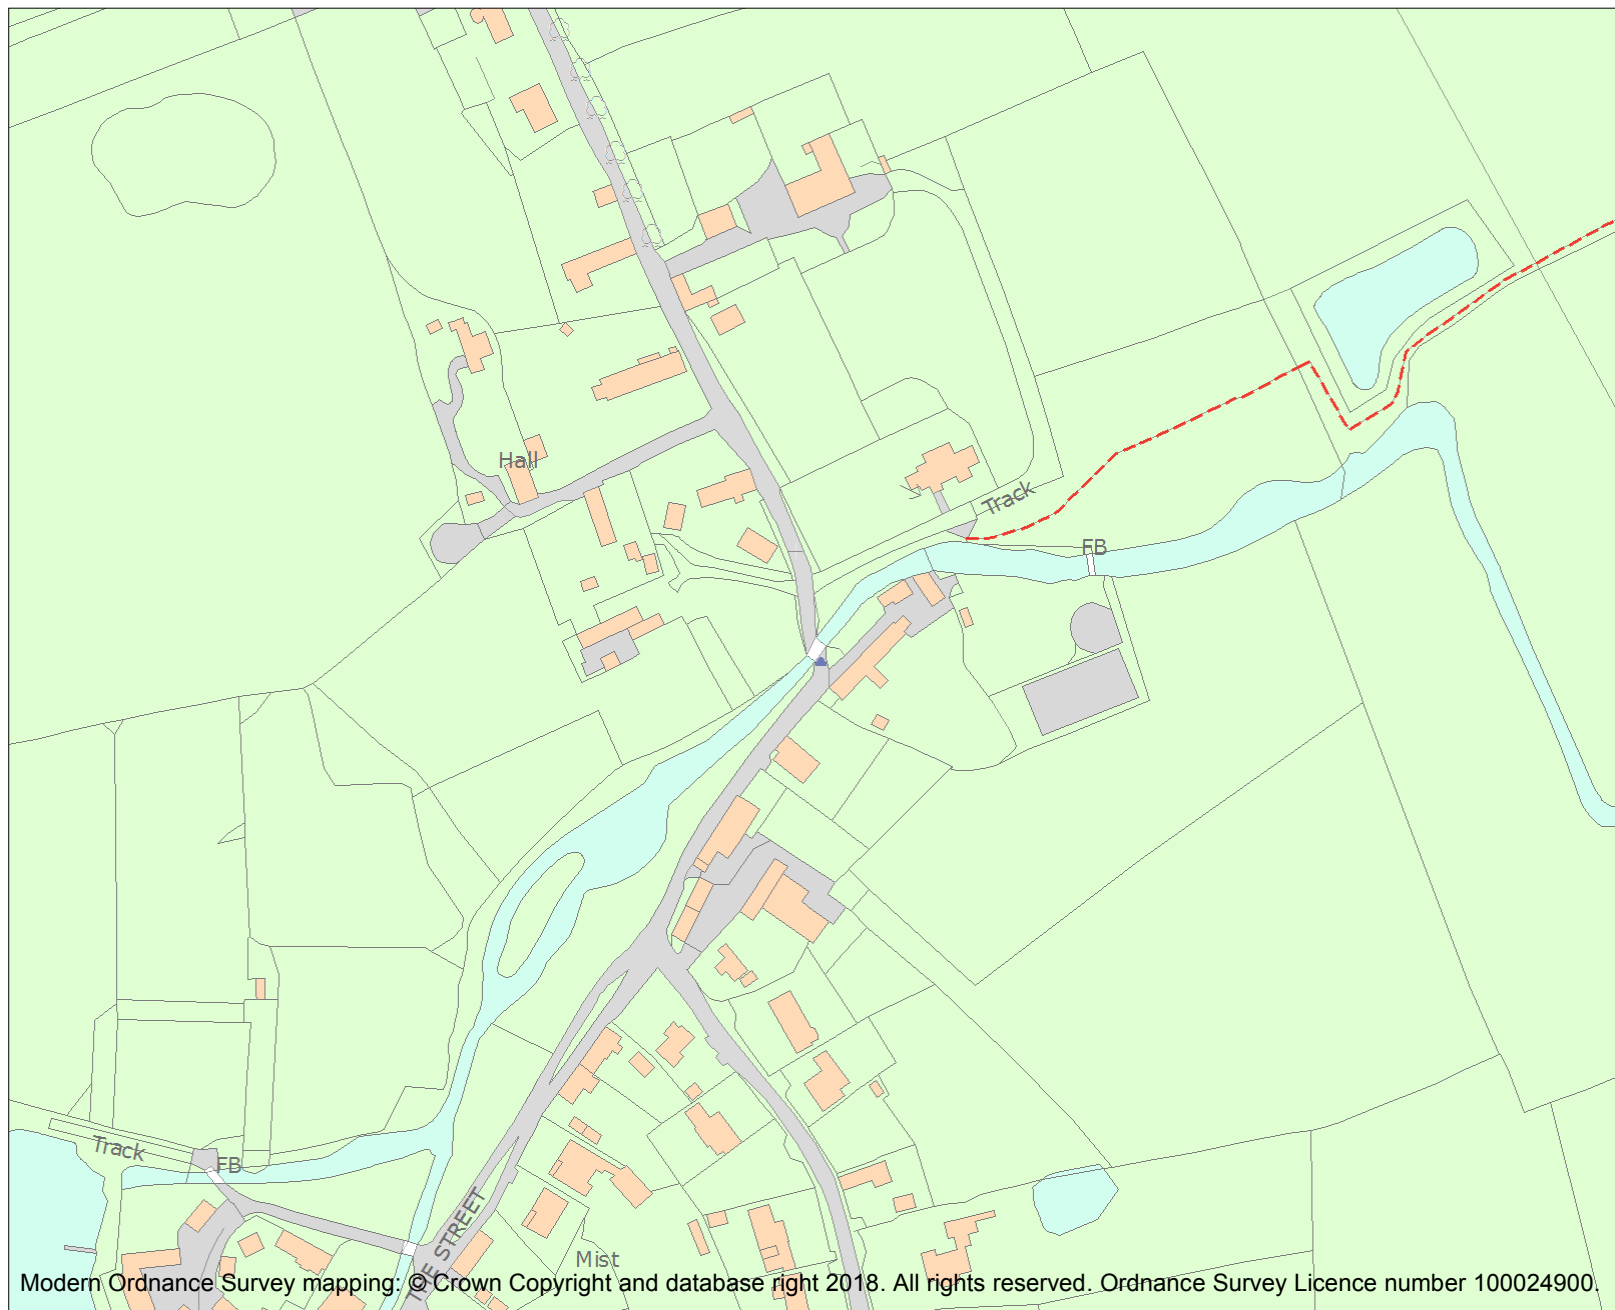 Hall
Track
FB
Track
FB
THE STREET
Mist
Modern Ordnance Survey mapping: © Crown Copyright and database right 2018. All rights reserved. Ordnance Survey Licence number 100024900.